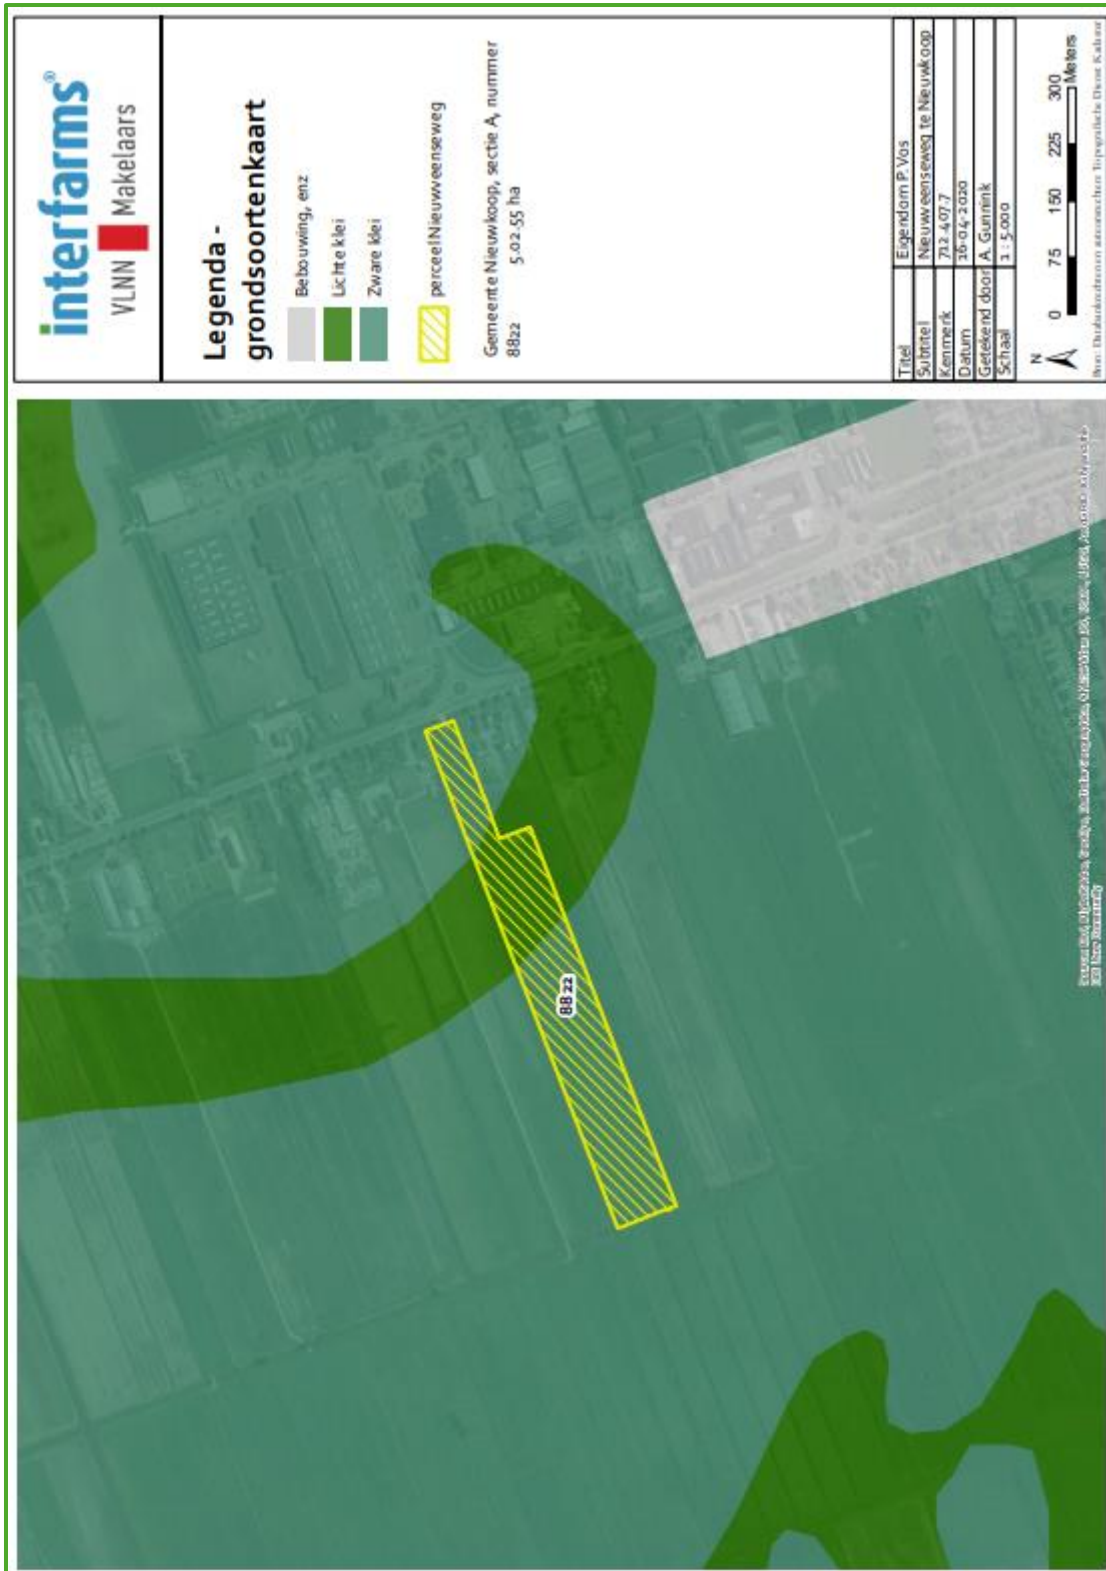 interfarms®
VLNN Makelaars
Legenda -
grondsoortenkaart
Bebouwing, enz
Lichte klei
Zware klei
perceel Nieuwveenseweg
Gemeente Nieuwkoop, sectie A, nummer
8822 5.02.55 ha
Titel Eigendom P. Vos
Subtitel Nieuwveenseweg te Nieuwkoop
Kenmerk 712.407.7
Datum 16-04-2020
Getekend door A. Gunnink
Schaal 1 : 5.000
N
0 75 150 225 300
Meters
8822